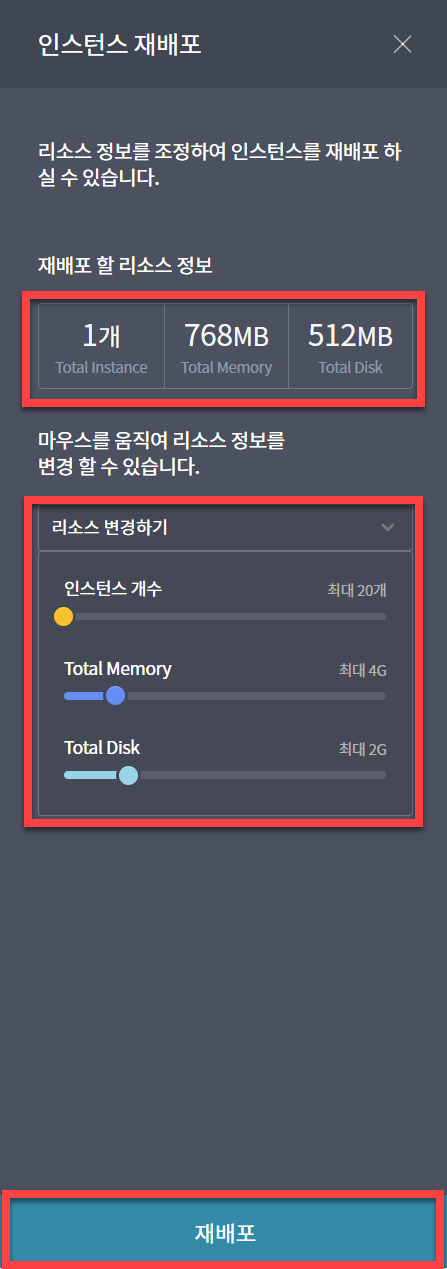 인스턴스 재배포
리소스 정보를 조정하여 인스턴스를 재배포 하
실 수 있습니다.
재배포 할 리소스 정보
1개 768MB 512MB
Total Instance Total Memory Total Disk
마우스를 움직여 리소스 정보를
변경 할 수 있습니다.
리소스 변경하기
인스턴스 개수 최대 20개
Total Memory 최대 4G
Total Disk 최대 2G
재배포